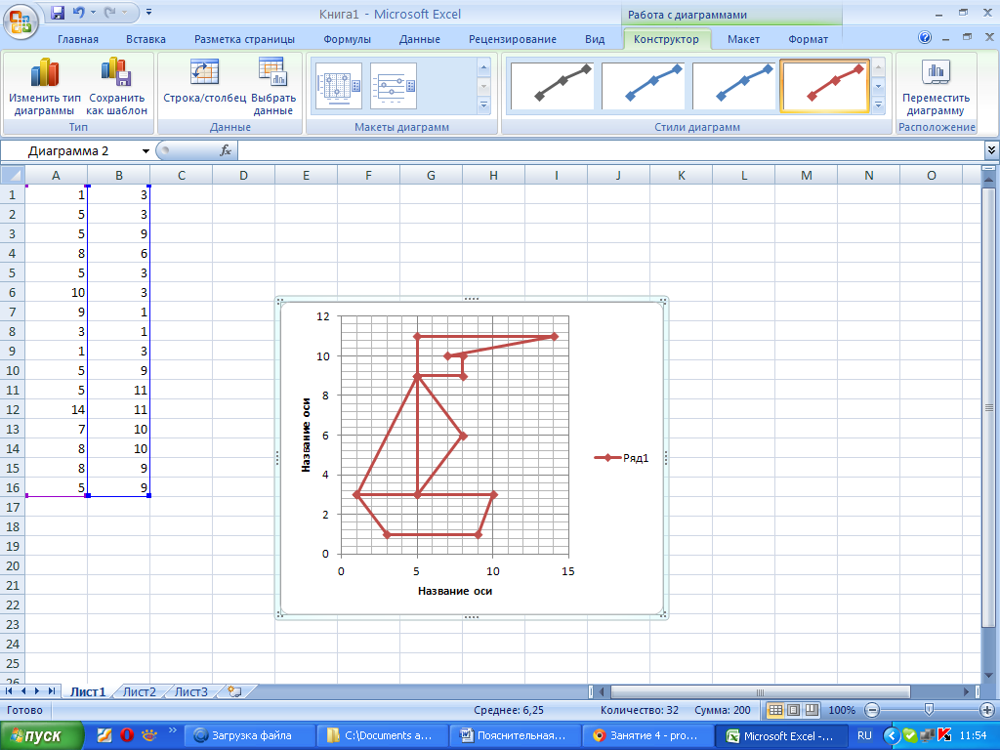 Книга1 - Microsoft Excel
Работа с диаграммами
Главная Вставка Разметка страницы Формулы Данные Рецензирование Вид Конструктор Макет Формат
Изменить тип диаграммы
Сохранить как шаблон
Строка/столбец
Выбрать данные
Переместить диаграмму
Тип Данные Макеты диаграмм Стили диаграмм Расположение
Диаграмма 2 fx
A B C D E F G H I J K L M N O
1 1 3
2 5 3
3 5 9
4 8 6
5 5 3
6 10 3
7 9 1
8 3 1
9 1 3
10 5 9
11 5 11
12 14 11
13 7 10
14 8 10
15 8 9
16 5 9
17
18
19
20
21
22
23
24
25
26
12
10
8
6
4
2
0
Название оси
0 5 10 15
Название оси
Ряд1
Лист1 Лист2 Лист3
Готово Среднее: 6,25 Количество: 32 Сумма: 200 100%
пуск Загрузка файла C:\Documents a... Пояснительная... Занятие 4 - pro... Microsoft Excel -... RU 11:54